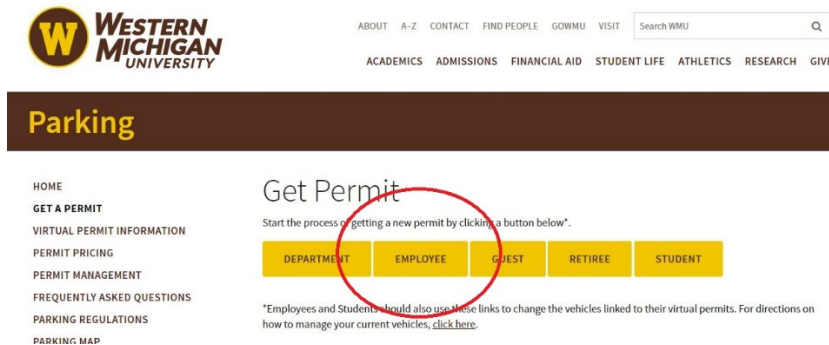 WESTERN
MICHIGAN
UNIVERSITY
W
ABOUT A-Z CONTACT FIND PEOPLE GOWMU VISIT Search WMU
ACADEMICS ADMISSIONS FINANCIAL AID STUDENT LIFE ATHLETICS RESEARCH GIVI
Parking
HOME
GET A PERMIT
VIRTUAL PERMIT INFORMATION
PERMIT PRICING
PERMIT MANAGEMENT
FREQUENTLY ASKED QUESTIONS
PARKING REGULATIONS
PARKING MAP
Get Permit
Start the process of getting a new permit by clicking a button below*.
DEPARTMENT EMPLOYEE GUEST RETIREE STUDENT
*Employees and Students should also use these links to change the vehicles linked to their virtual permits. For directions on
how to manage your current vehicles, click here.